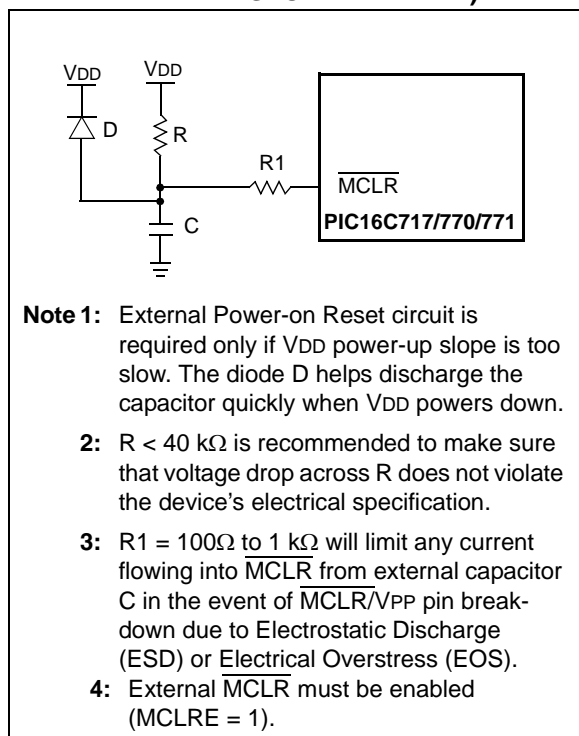 VDD VDD
D
R
R1
MCLR
C
PIC16C717/770/771
Note 1: External Power-on Reset circuit is
required only if VDD power-up slope is too
slow. The diode D helps discharge the
capacitor quickly when VDD powers down.
2: R < 40 kΩ is recommended to make sure
that voltage drop across R does not violate
the device's electrical specification.
3: R1 = 100Ω to 1 kΩ will limit any current
flowing into MCLR from external capacitor
C in the event of MCLR/VPP pin break-
down due to Electrostatic Discharge
(ESD) or Electrical Overstress (EOS).
4: External MCLR must be enabled
(MCLRE = 1).